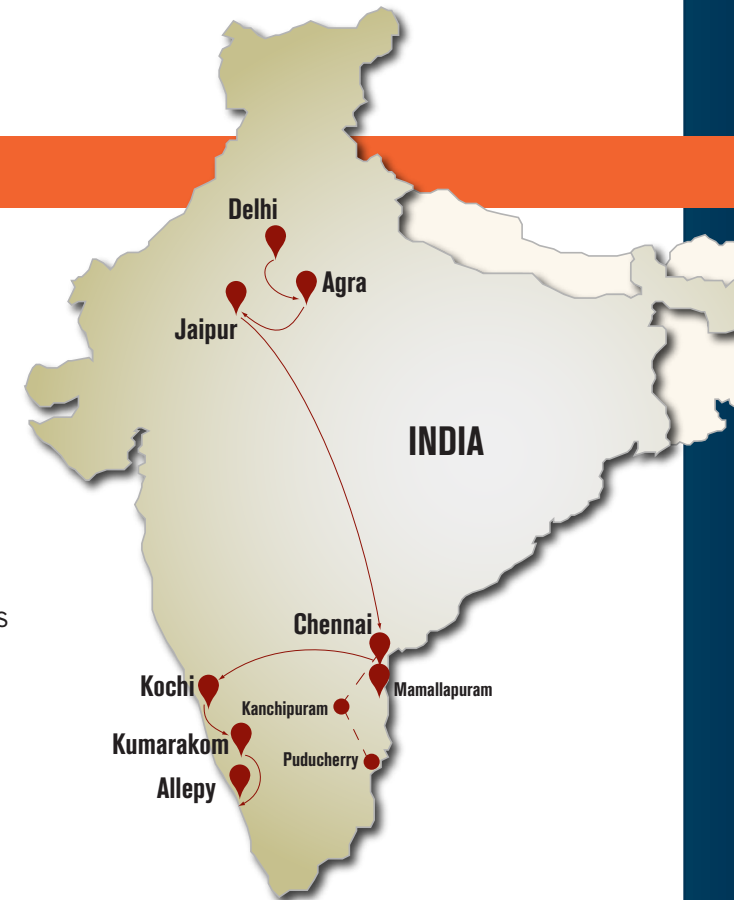 Delhi
Agra
Jaipur
INDIA
s
Chennai
Kochi
Mamallapuram
Kanchipuram
Kumarakom
Puducherry
Allepy